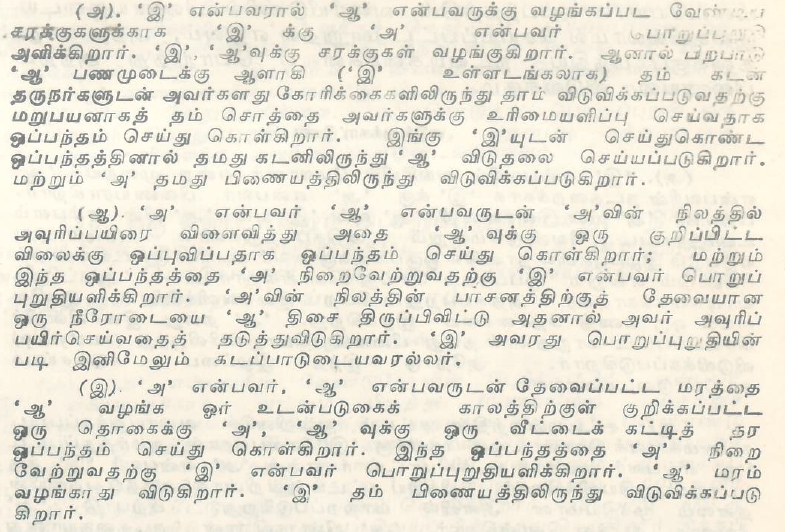 (அ). 'இ' என்பவரால் 'ஆ' என்பவருக்கு வழங்கப்பட
சரக்குகளுக்காக 'இ' க்கு 'அ' என்பவர்
அளிக்கிறார். 'இ' 'ஆ'வுக்கு சரக்குகள் வழங்குகிறார். ஆனால் பிற்பாடு
'ஆ' பணமுடைக்கு ஆளாகி ('இ' உள்ளடங்கலாக) தம் கடன்
தருநர்களுடன் அவர்களது கோரிக்கைகளிலிருந்து தாம் விடுவிக்கப்படுவதற்கு
மறுபயனாகத் தம் சொத்தை அவர்களுக்கு உரிமையளிப்பு செய்வதாக
ஒப்பந்தம் செய்து கொள்கிறார். இங்கு 'இ'யுடன் செய்துகொண்ட
ஒப்பந்தத்தினால் தமது கடனிலிருந்து 'ஆ' விடுதலை செய்யப்படுகிறார்.
மற்றும் 'அ' தமது பிணையத்திலிருந்து விடுவிக்கப்படுகிறார்.
(ஆ). 'அ' என்பவர் 'ஆ' என்பவருடன் 'அ'வின் நிலத்தில்
அவுரிப்பயிரை விளைவித்து அதை 'ஆ'வுக்கு ஒரு குறிப்பிட்ட
விலைக்கு ஒப்புவிப்பதாக ஒப்பந்தம் செய்து கொள்கிறார்; மற்றும்
இந்த ஒப்பந்தத்தை 'அ' நிறைவேற்றுவதற்கு 'இ' என்பவர் பொறுப்
புறுதியளிக்கிறார். 'அ'வின் நிலத்தின் பாசனத்திற்குத் தேவையான
ஒரு நீரோடையை 'ஆ' திசை திருப்பிவிட்டு அதனால் அவர் அவுரிப்
பயிர்செய்வதைத் தடுத்துவிடுகிறார். 'இ' அவரது பொறுப்புறுதியின்
படி இனிமேலும் கடப்பாடுடையவரல்லர்.
(இ). 'அ' என்பவர், 'ஆ' என்பவருடன் தேவைப்பட்ட மரத்தை
'ஆ' வழங்க ஓர் உடன்படுகைக் காலத்திற்குள் குறிக்கப்பட்ட
ஒரு தொகைக்கு 'அ' 'ஆ' வுக்கு ஒரு வீட்டைக் கட்டித் தர
ஒப்பந்தம் செய்து கொள்கிறார். இந்த ஒப்பந்தத்தை 'அ' நிறை
வேற்றுவதற்கு 'இ' என்பவர் பொறுப்புறுதியளிக்கிறார். 'ஆ' மரம்
வழங்காது விடுகிறார். 'இ' தம் பிணையத்திலிருந்து விடுவிக்கப்படு
கிறார்.